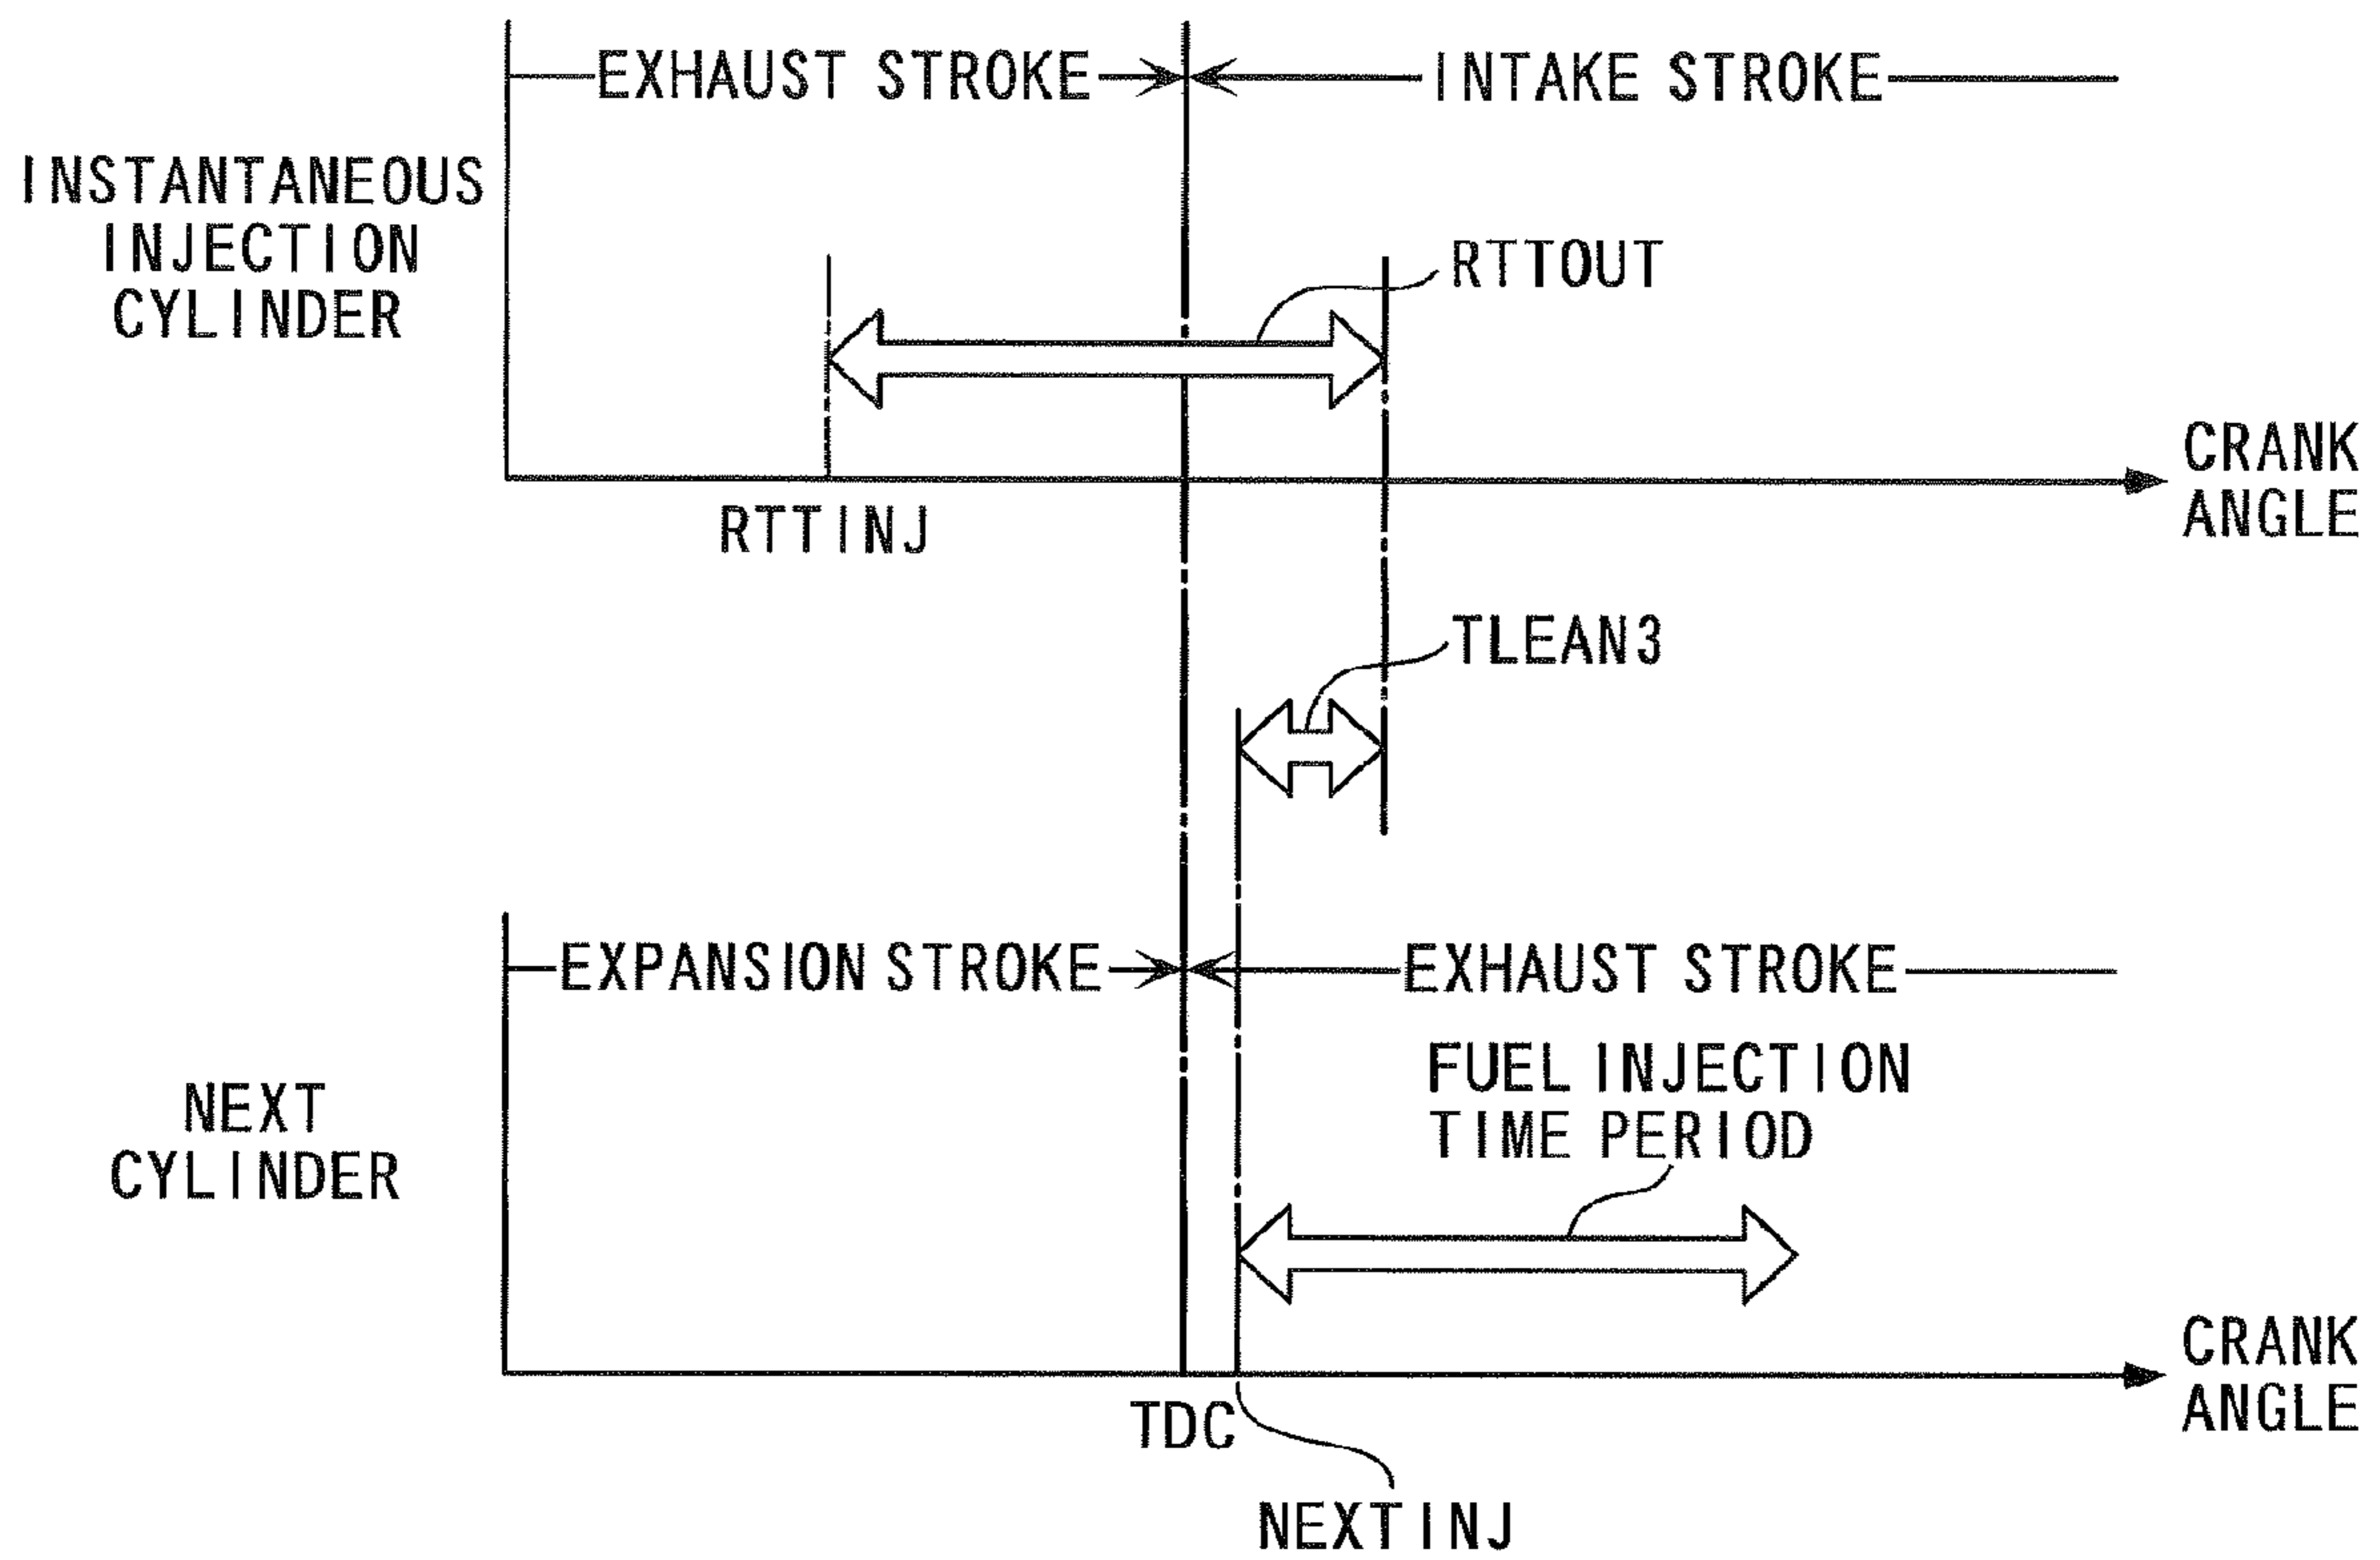 EXHAUST STROKE
INTAKE STROKE
INSTANTANEOUS
INJECTION
CYLINDER
RTTOUT
CRANK
ANGLE
RTTINJ
TLEAN3
EXPANSION STROKE
EXHAUST STROKE
FUEL INJECTION
TIME PERIOD
NEXT
CYLINDER
CRANK
ANGLE
TDC
NEXTINJ